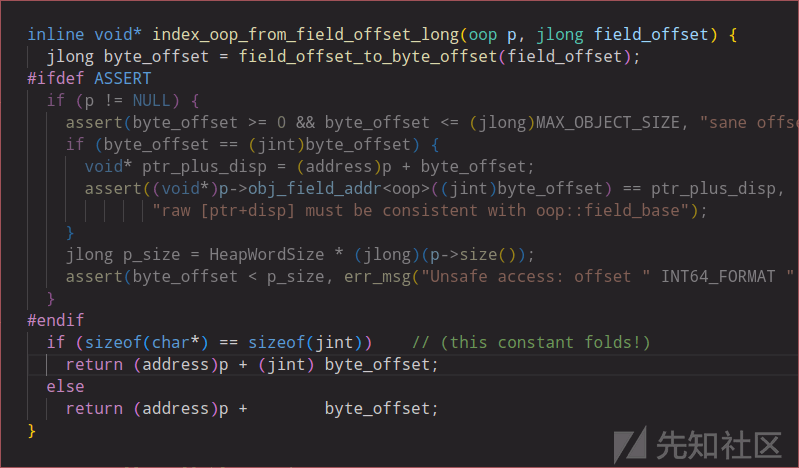 inline void* index_oop_from_field_offset_long(oop p, jlong field_offset) {
  jlong byte_offset = field_offset_to_byte_offset(field_offset);
#ifdef ASSERT
  if (p != NULL) {
    assert(byte_offset >= 0 && byte_offset <= (jlong)MAX_OBJECT_SIZE, "sane offse
    if (byte_offset == (jint)byte_offset) {
      void* ptr_plus_disp = (address)p + byte_offset;
      assert((void*)p->obj_field_addr<oop>((jint)byte_offset) == ptr_plus_disp,
             "raw [ptr+disp] must be consistent with oop::field_base");
    }
    jlong p_size = HeapWordSize * (jlong)(p->size());
    assert(byte_offset < p_size, err_msg("Unsafe access: offset " INT64_FORMAT "
  }
#endif
  if (sizeof(char*) == sizeof(jint))    // (this constant folds!)
    return (address)p + (jint) byte_offset;
  else
    return (address)p +        byte_offset;
}
先知社区